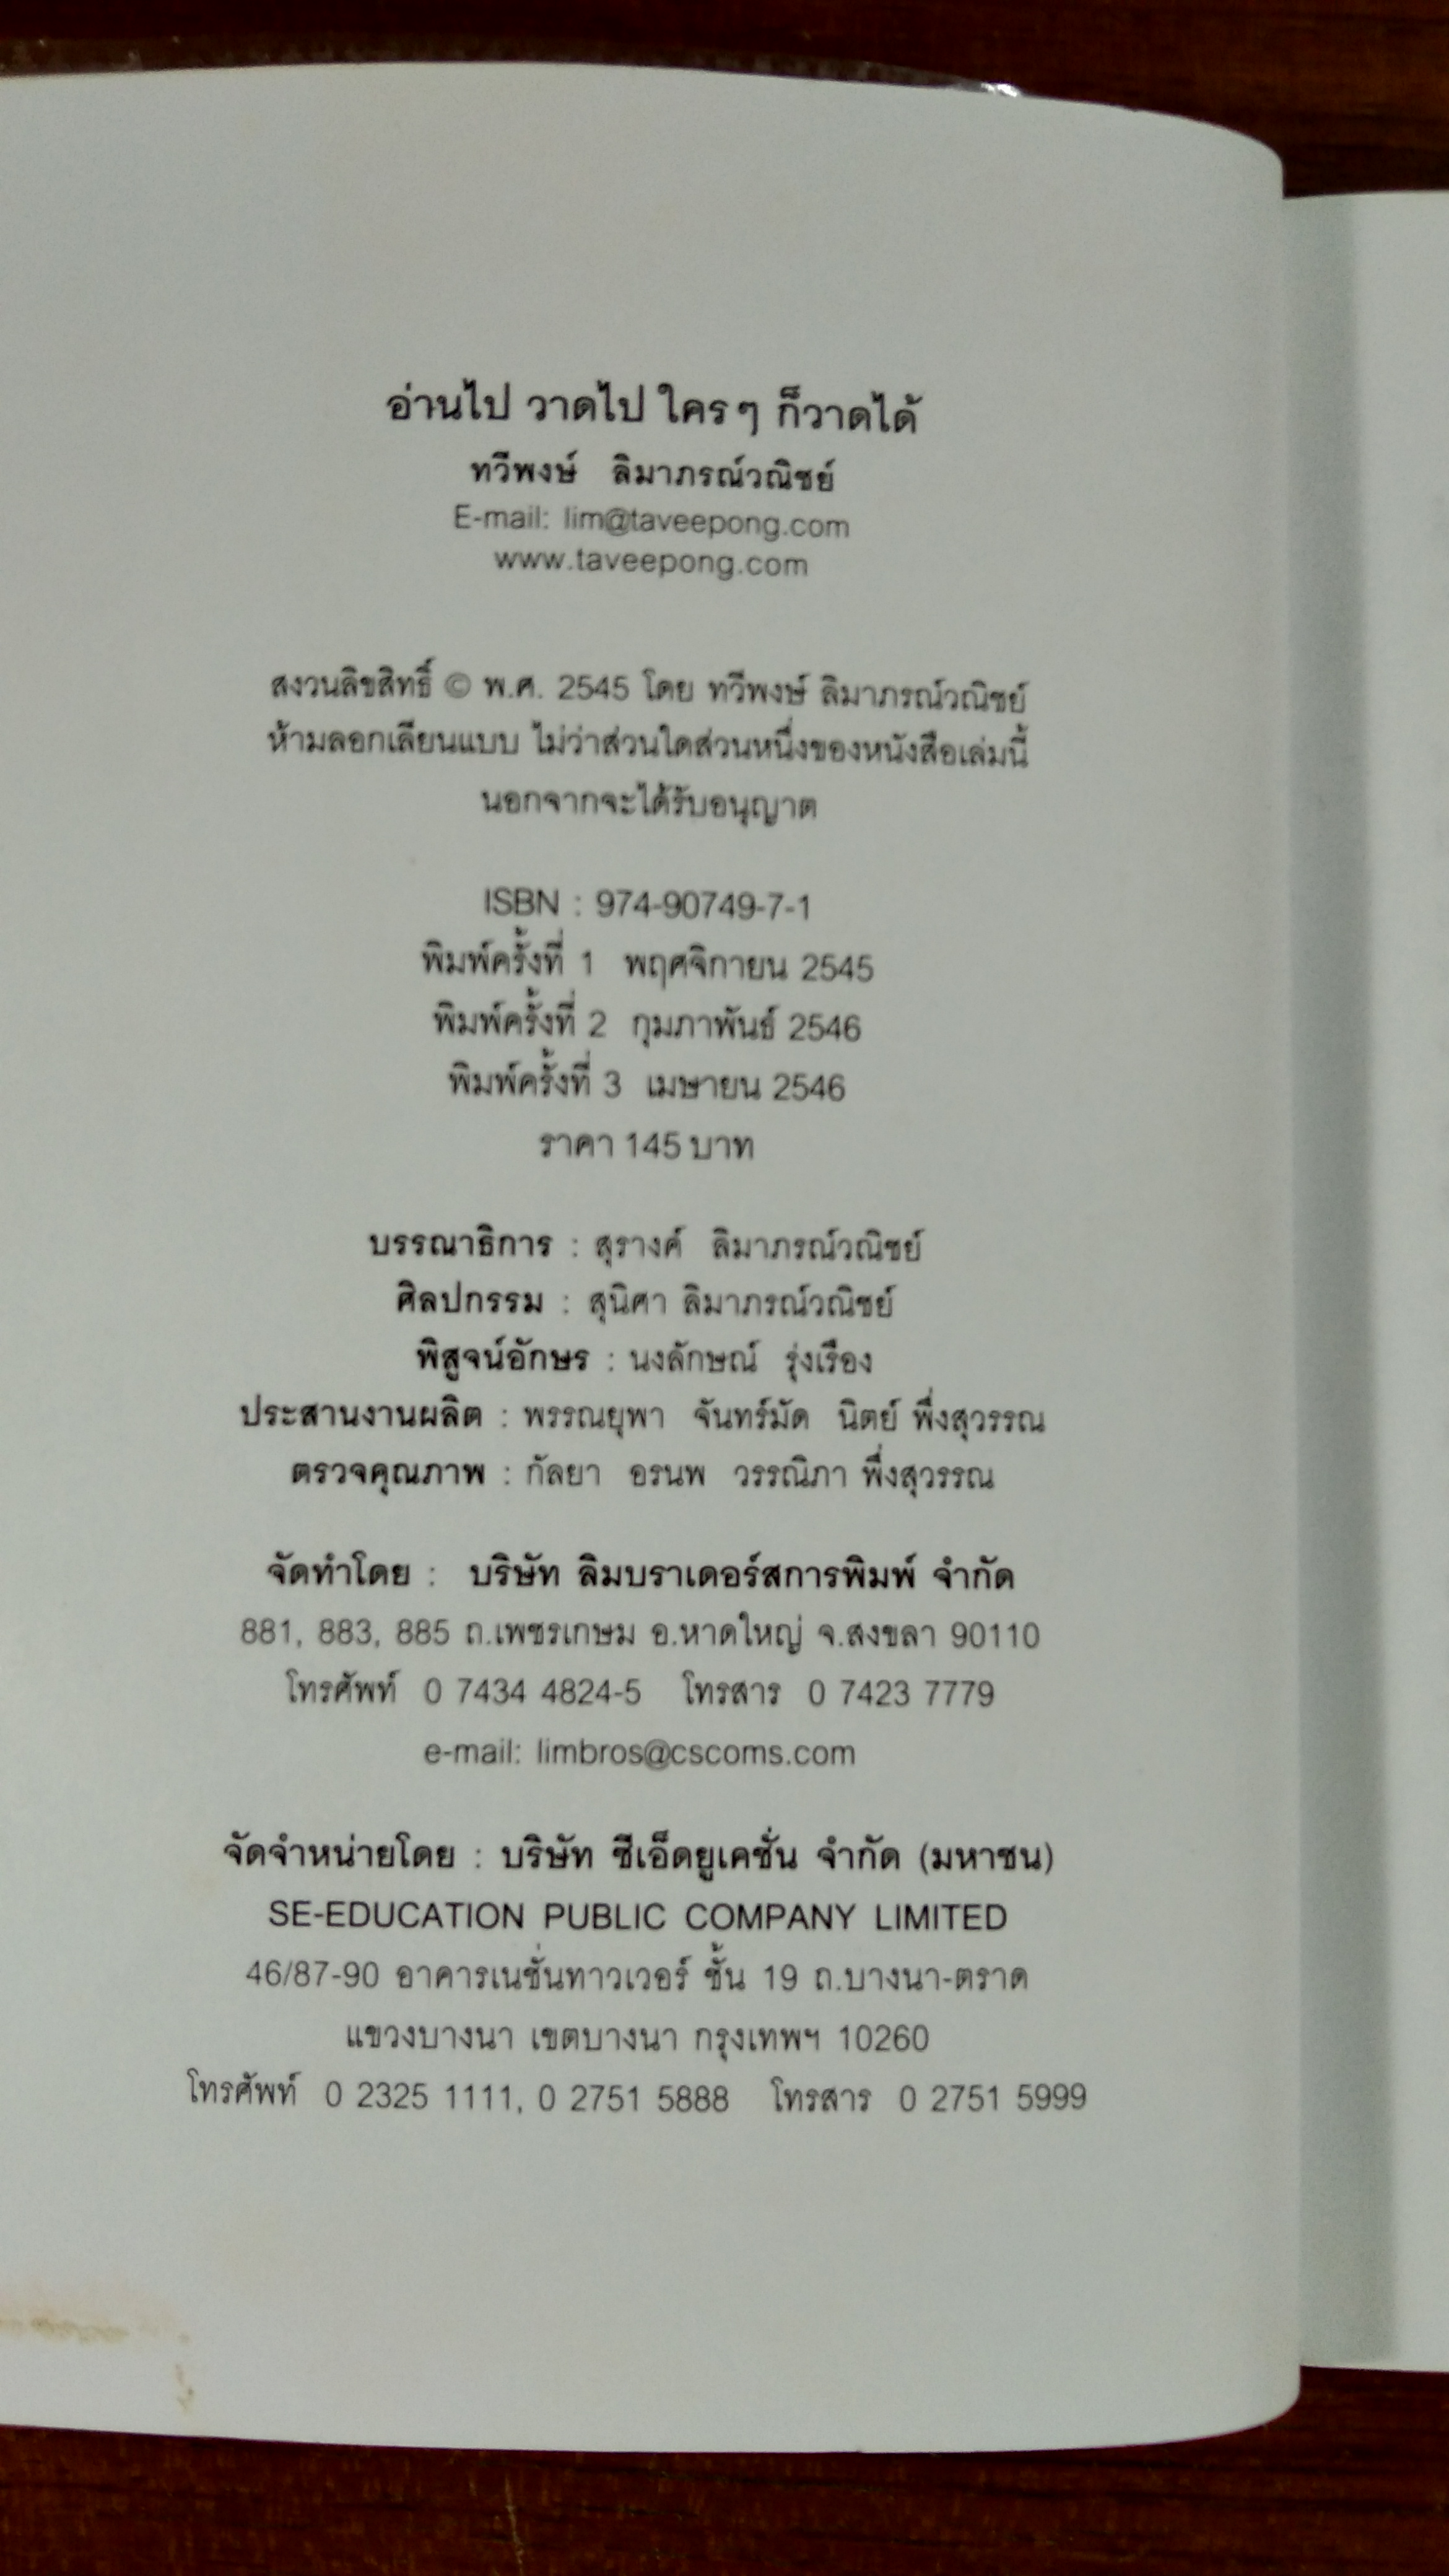 อ่านไป วาดไป ใครๆ ก็วาดได้
ทวีพงษ์ ลิมาภรณ์วณิชย์
E-mail: lim@taveepong.com
www.taveepong.com
สงวนลิขสิทธิ์ © พ.ศ. 2545 โดย ทวีพงษ์ ลิมาภรณ์วณิชย์
ห้ามลอกเลียนแบบ ไม่ว่าส่วนใดส่วนหนึ่งของหนังสือเล่มนี้
นอกจากจะได้รับอนุญาต
ISBN : 974-90749-7-1
พิมพ์ครั้งที่ 1 พฤศจิกายน 2545
พิมพ์ครั้งที่ 2 กุมภาพันธ์ 2546
พิมพ์ครั้งที่ 3 เมษายน 2546
ราคา 145 บาท
บรรณาธิการ : สุรางค์ ลิมาภรณ์วณิชย์
ศิลปกรรม : สุนิศา ลิมาภรณ์วณิชย์
พิสูจน์อักษร : นงลักษณ์ รุ่งเรือง
ประสานงานผลิต : พรรณยุพา จันทร์มัด นิตย์ พึ่งสุวรรณ
ตรวจคุณภาพ : กัลยา อรนพ วรรณิภา พึ่งสุวรรณ
จัดทำโดย : บริษัท ลิมบราเดอร์สการพิมพ์ จำกัด
881, 883, 885 ถ.เพชรเกษม อ.หาดใหญ่ จ.สงขลา 90110
โทรศัพท์ 0 7434 4824-5 โทรสาร 0 7423 7779
e-mail: limbros@cscoms.com
จัดจำหน่ายโดย : บริษัท ซีเอ็ดยูเคชั่น จำกัด (มหาชน)
SE-EDUCATION PUBLIC COMPANY LIMITED
46/87-90 อาคารเนชั่นทาวเวอร์ ชั้น 19 ถ.บางนา-ตราด
แขวงบางนา เขตบางนา กรุงเทพฯ 10260
โทรศัพท์ 0 2325 1111, 0 2751 5888 โทรสาร 0 2751 5999